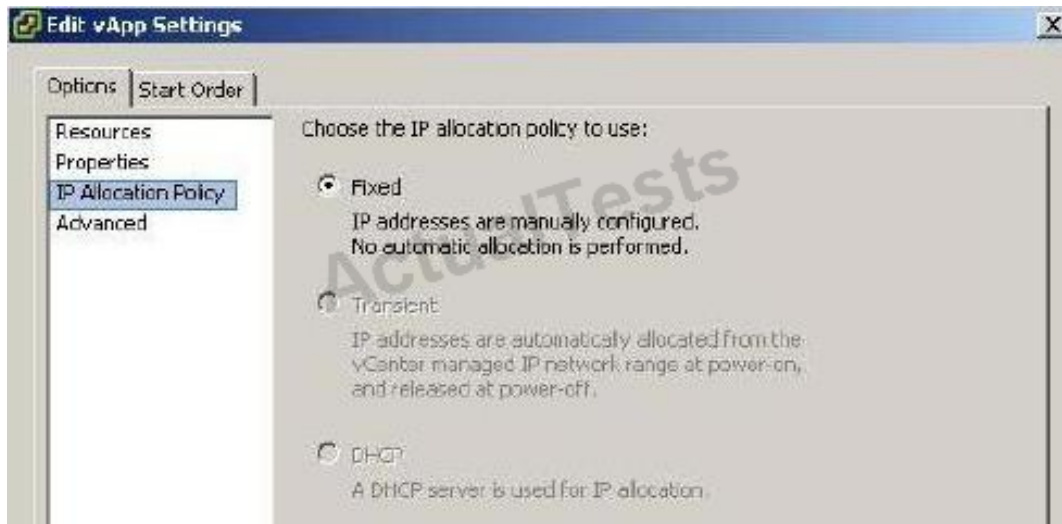 Edit vApp Settings
X
Options
Start Order
Resources
Properties
IP Allocation Policy
Advanced
Choose the IP allocation policy to use:
Fixed
IP addresses are manually configured.
No automatic allocation is performed.
Transient
IP addresses are automatically allocated from the
vCenter managed IP network range at power-on,
and released at power-off.
DHCP
A DHCP server is used for IP allocation.
ActualTests